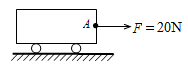 A F = 20N